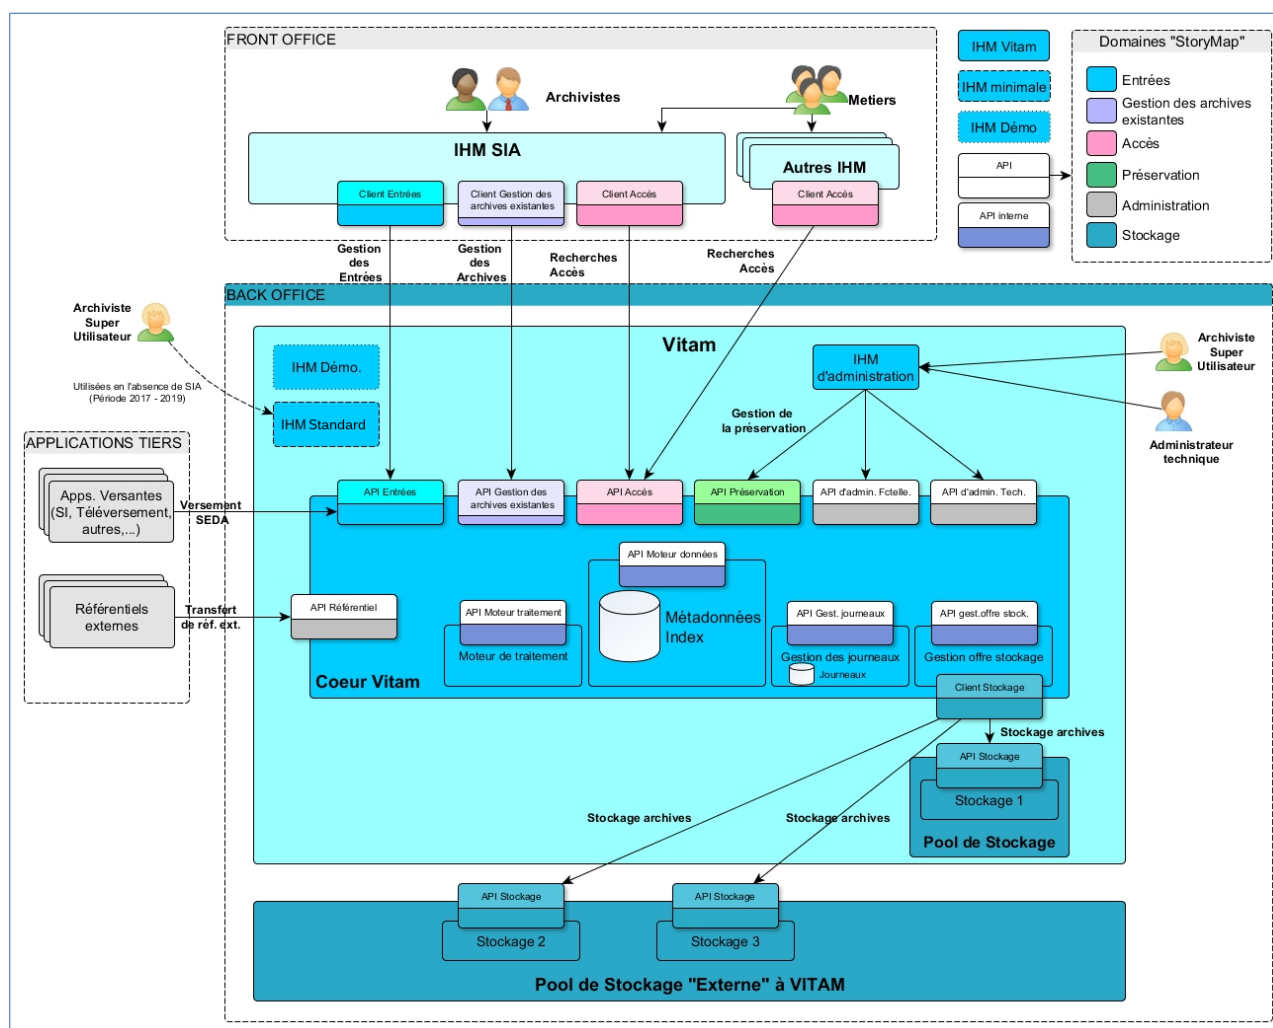 FRONT OFFICE
Archivistes
Metiers
IHM SIA
Autres IHM
Client Entrées
Client Gestion des
archives existantes
Client Accès
Client Accès
IHM Vitam
IHM minimale
IHM Démo
API
API interne
Domaines "StoryMap"
Entrées
Gestion des archives
existantes
Accès
Préservation
Administration
Stockage
Gestion
des
Entrées
Gestion
des
Archives
Recherches
Accès
Recherches
Accès
BACK OFFICE
Archiviste
Super
Utilisateur
Utilisées en l'absence de SIA
(Période 2017 - 2019)
Vitam
IHM Démo.
IHM Standard
IHM
d'administration
Archiviste
Super
Utilisateur
Administrateur
technique
Gestion de
la préservation
APPLICATIONS TIERS
Apps. Versantes
(SI, Téléversement,
autres,...)
Versement
SEDA
Référentiels
externes
Transfért
de réf. ext.
API Entrées
API Gestion des
archives existantes
API Accès
API Préservation
API d'admin. Fctelle.
API d'admin. Tech.
API Référentiel
API Moteur traitement
Moteur de traitement
API Moteur données
Métadonnées
Index
API Gest. journeaux
Gestion des journeaux
Journeaux
API gest.offre stock.
Gestion offre stockage
Coeur Vitam
Client Stockage
Stockage archives
API Stockage
Stockage 1
Pool de Stockage
Stockage archives
Stockage archives
API Stockage
Stockage 2
API Stockage
Stockage 3
Pool de Stockage "Externe" à VITAM